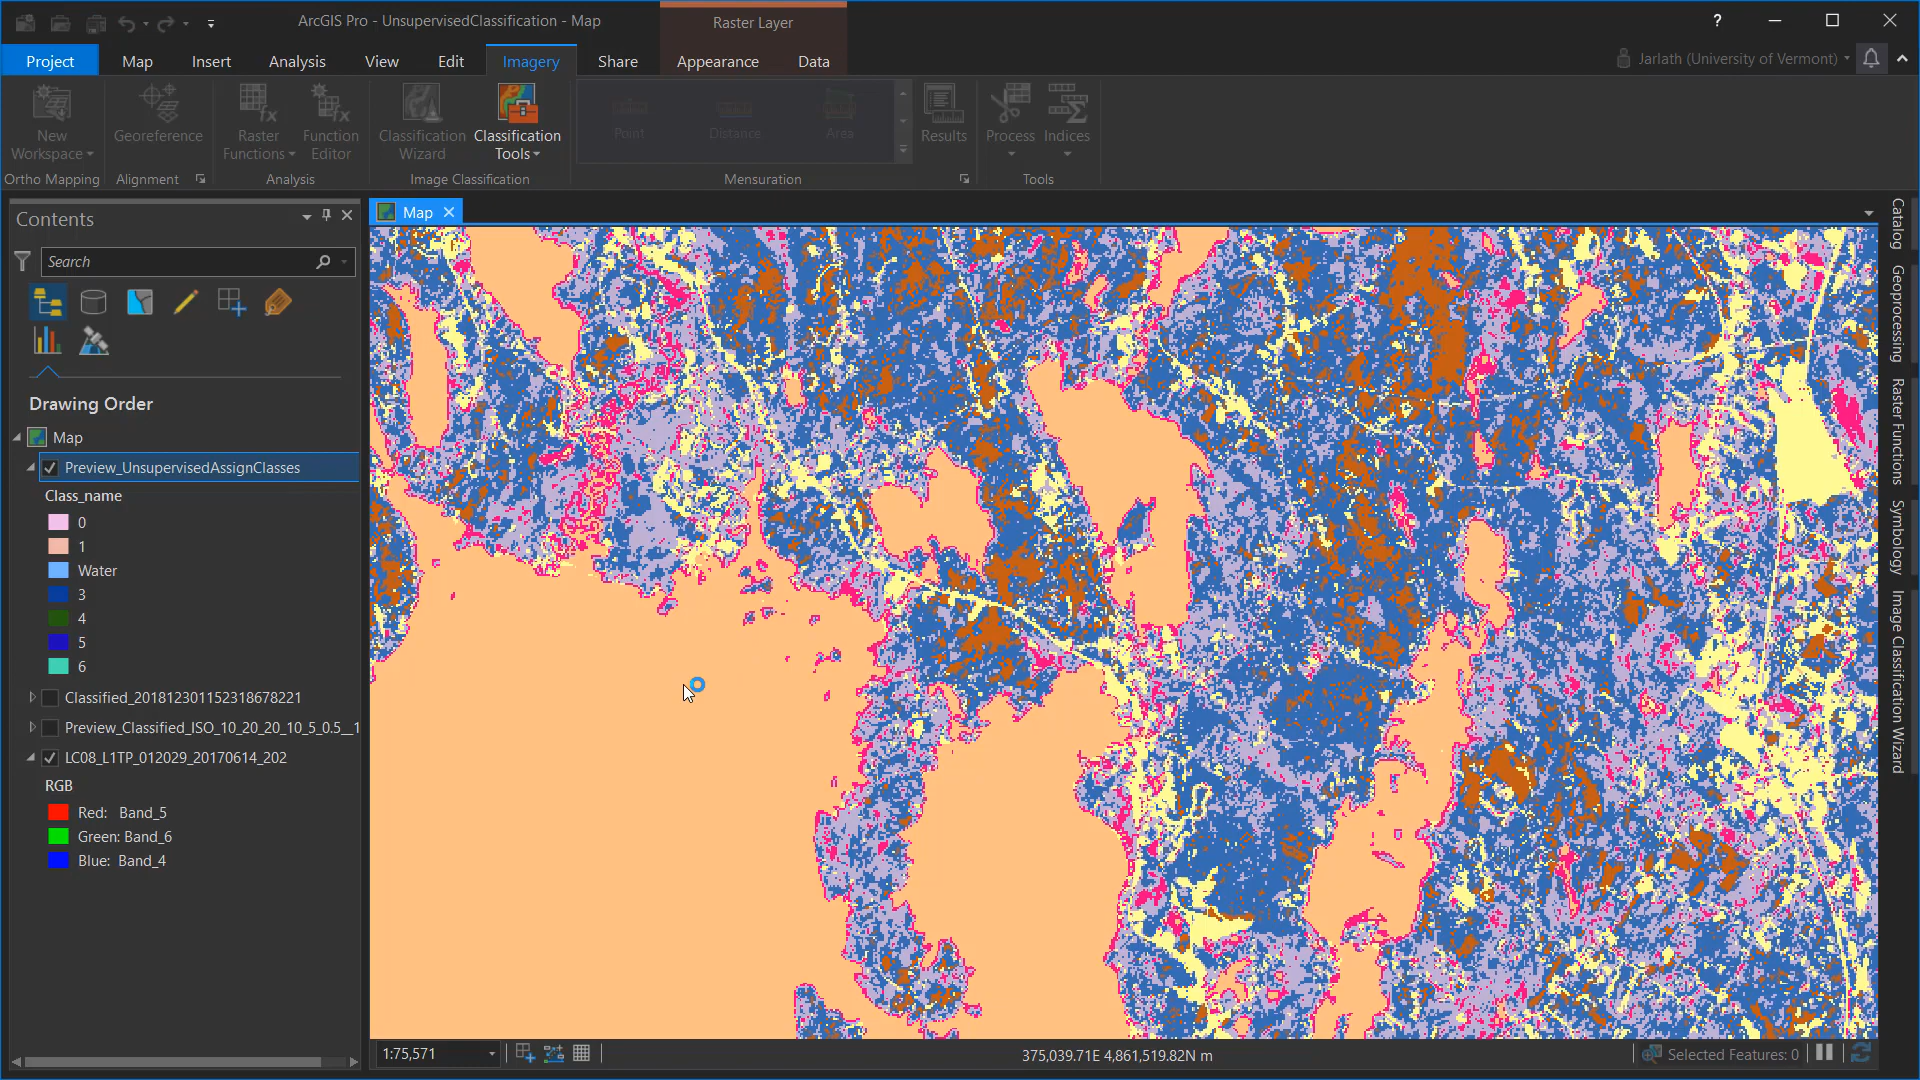 ArcGIS Pro - UnsupervisedClassification - Map
Raster Layer
?
Project
Map
Insert
Analysis
View
Edit
Imagery
Share
Appearance
Data
Jarlath (University of Vermont)
New Workspace
Georeference
Raster Functions
Function Editor
Classification Wizard
Classification Tools
Point
Distance
Area
Results
Process
Indices
Ortho Mapping
Alignment
Analysis
Image Classification
Mensuration
Tools
Contents
Search
Drawing Order
Map
Preview_UnsupervisedAssignClasses
Class_name
0
1
Water
3
4
5
6
Classified_201812301152318678221
Preview_Classified_ISO_10_20_20_10_5_0.5__1
LC08_L1TP_012029_20170614_202
RGB
Red: Band_5
Green: Band_6
Blue: Band_4
Map
Catalog
Geoprocessing
Raster Functions
Symbology
Image Classification Wizard
1:75,571
375,039.71E 4,861,519.82N m
Selected Features: 0